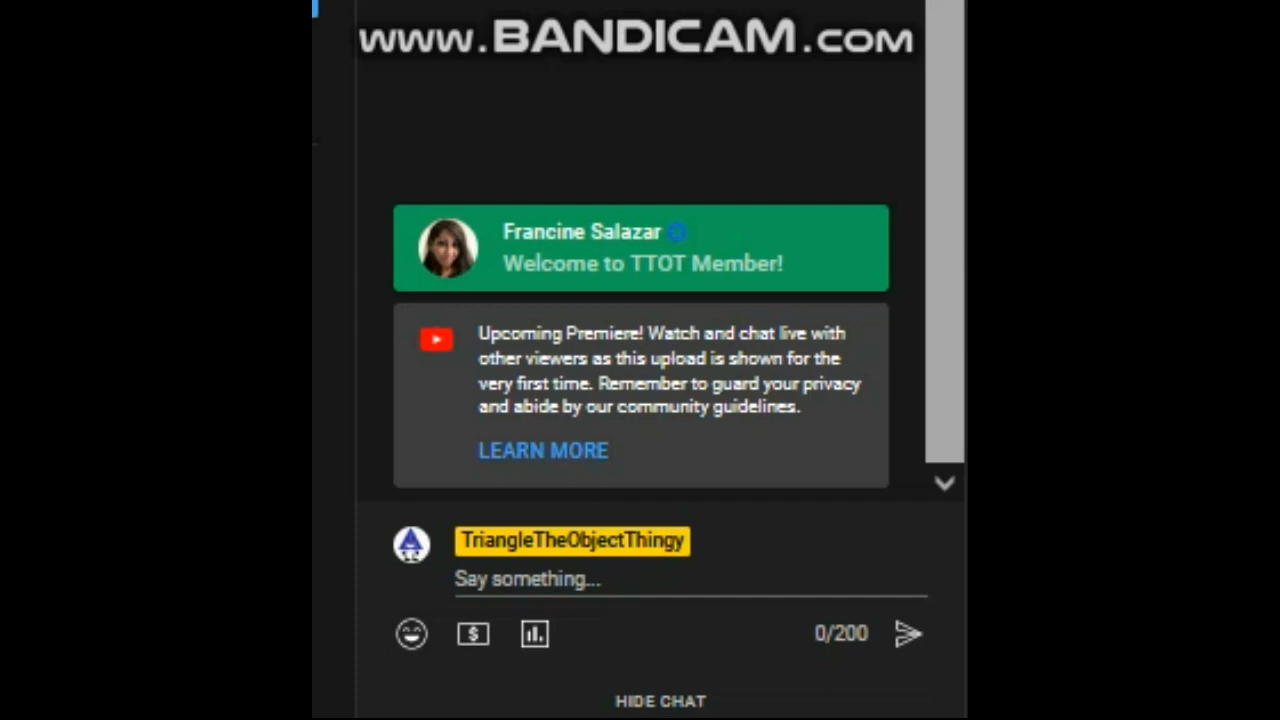 www.BANDICAM.com
Francine Salazar
Welcome to TTOT Member!
Upcoming Premiere! Watch and chat live with
other viewers as this upload is shown for the
very first time. Remember to guard your privacy
and abide by our community guidelines.
LEARN MORE
TriangleTheObjectThingy
Say something...
0/200
HIDE CHAT